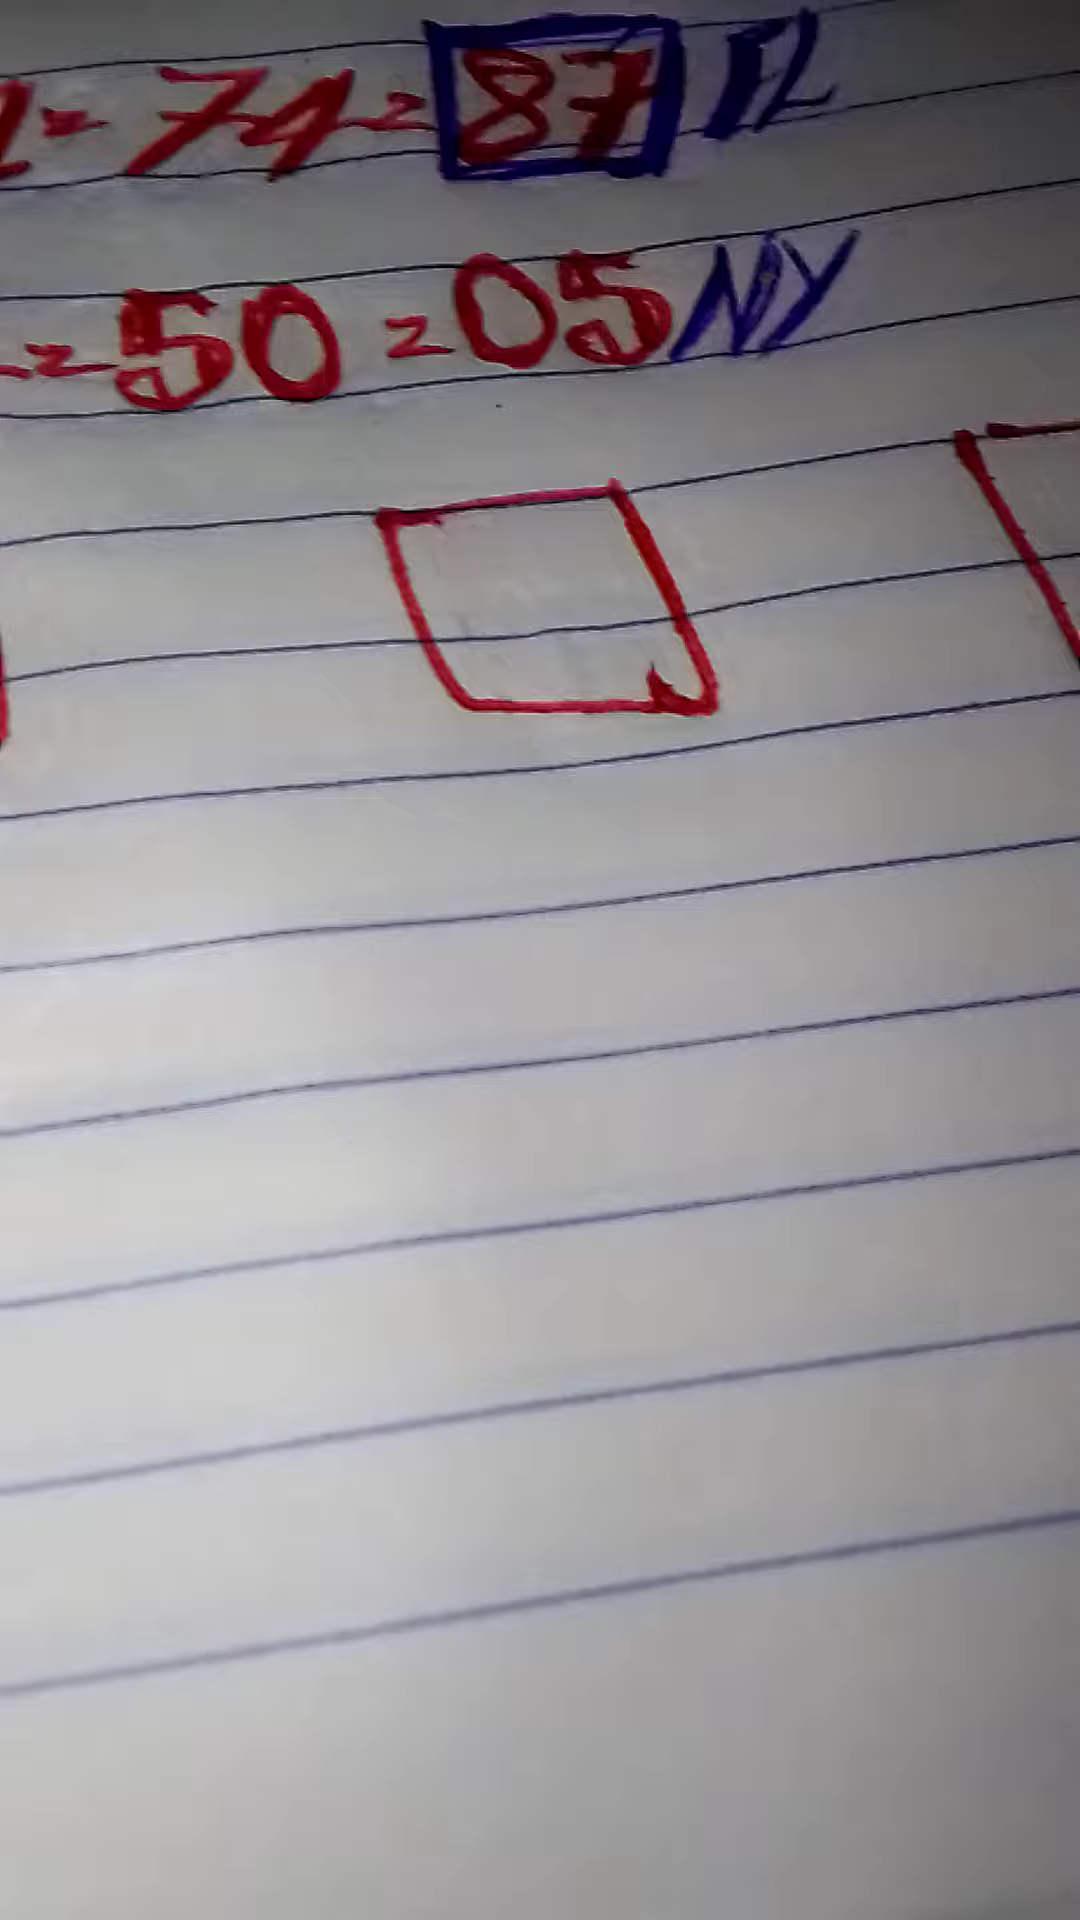 = 74 = 87 FL
= 50 = 05 NY